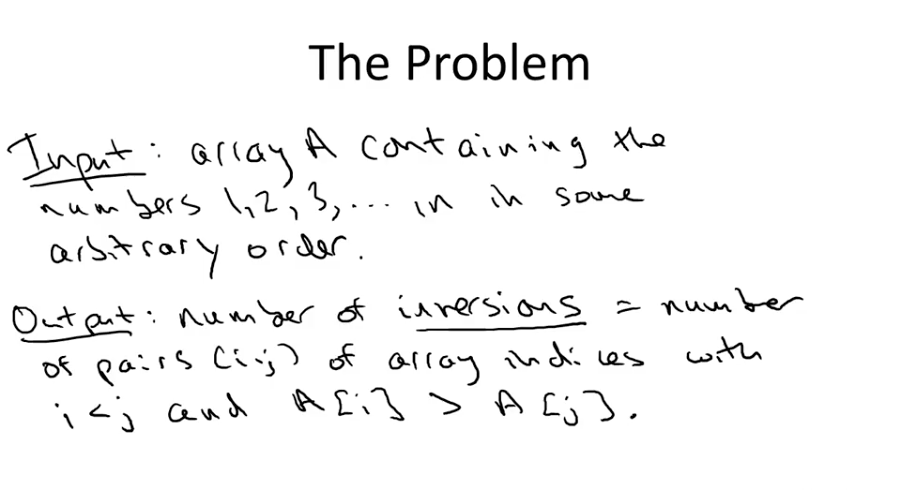 The Problem
Input: array A containing the
numbers 1,2,3,... in in some
arbitrary order.
Output: number of inversions = number
of pairs (i,j) of array indices with
i<j and A[i] > A[j].